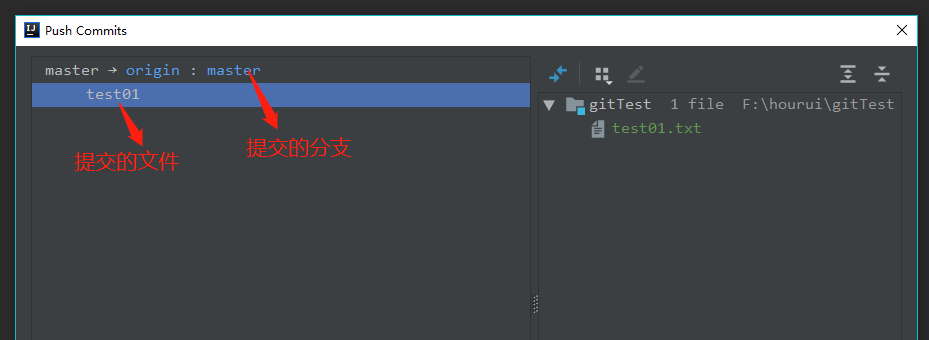 Push Commits
master → origin : master
test01
提交的文件
提交的分支
gitTest 1 file F:\hourui\gitTest
test01.txt